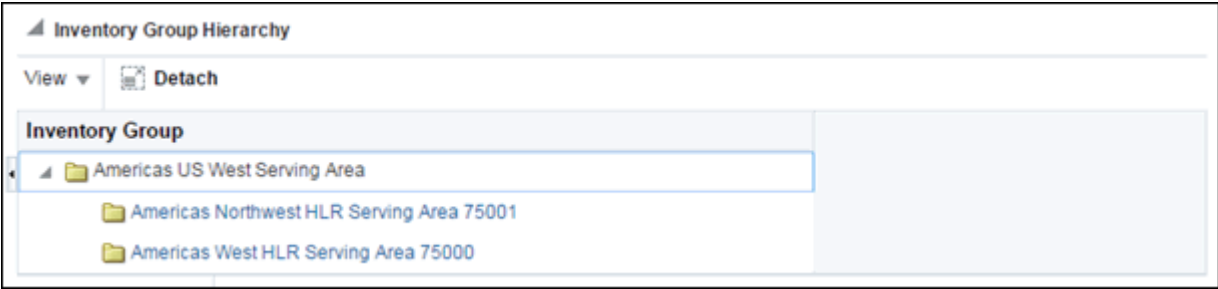 Inventory Group Hierarchy
View Detach
Inventory Group
Americas US West Serving Area
Americas Northwest HLR Serving Area 75001
Americas West HLR Serving Area 75000